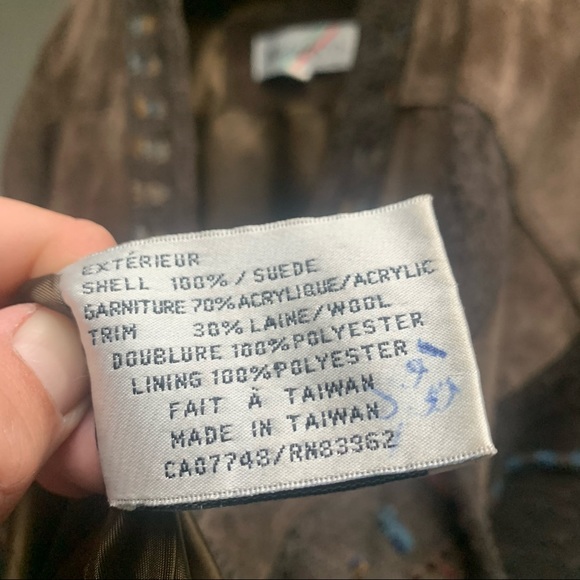 EXTÉRIEUR
SHELL 100% / SUEDE
GARNITURE 70% ACRYLIQUE/ACRYLIC
TRIM 30% LAINE/WOOL
DOUBLURE 100% POLYESTER
LINING 100% POLYESTER
FAIT À TAIWAN
MADE IN TAIWAN
CA07748/RN83362